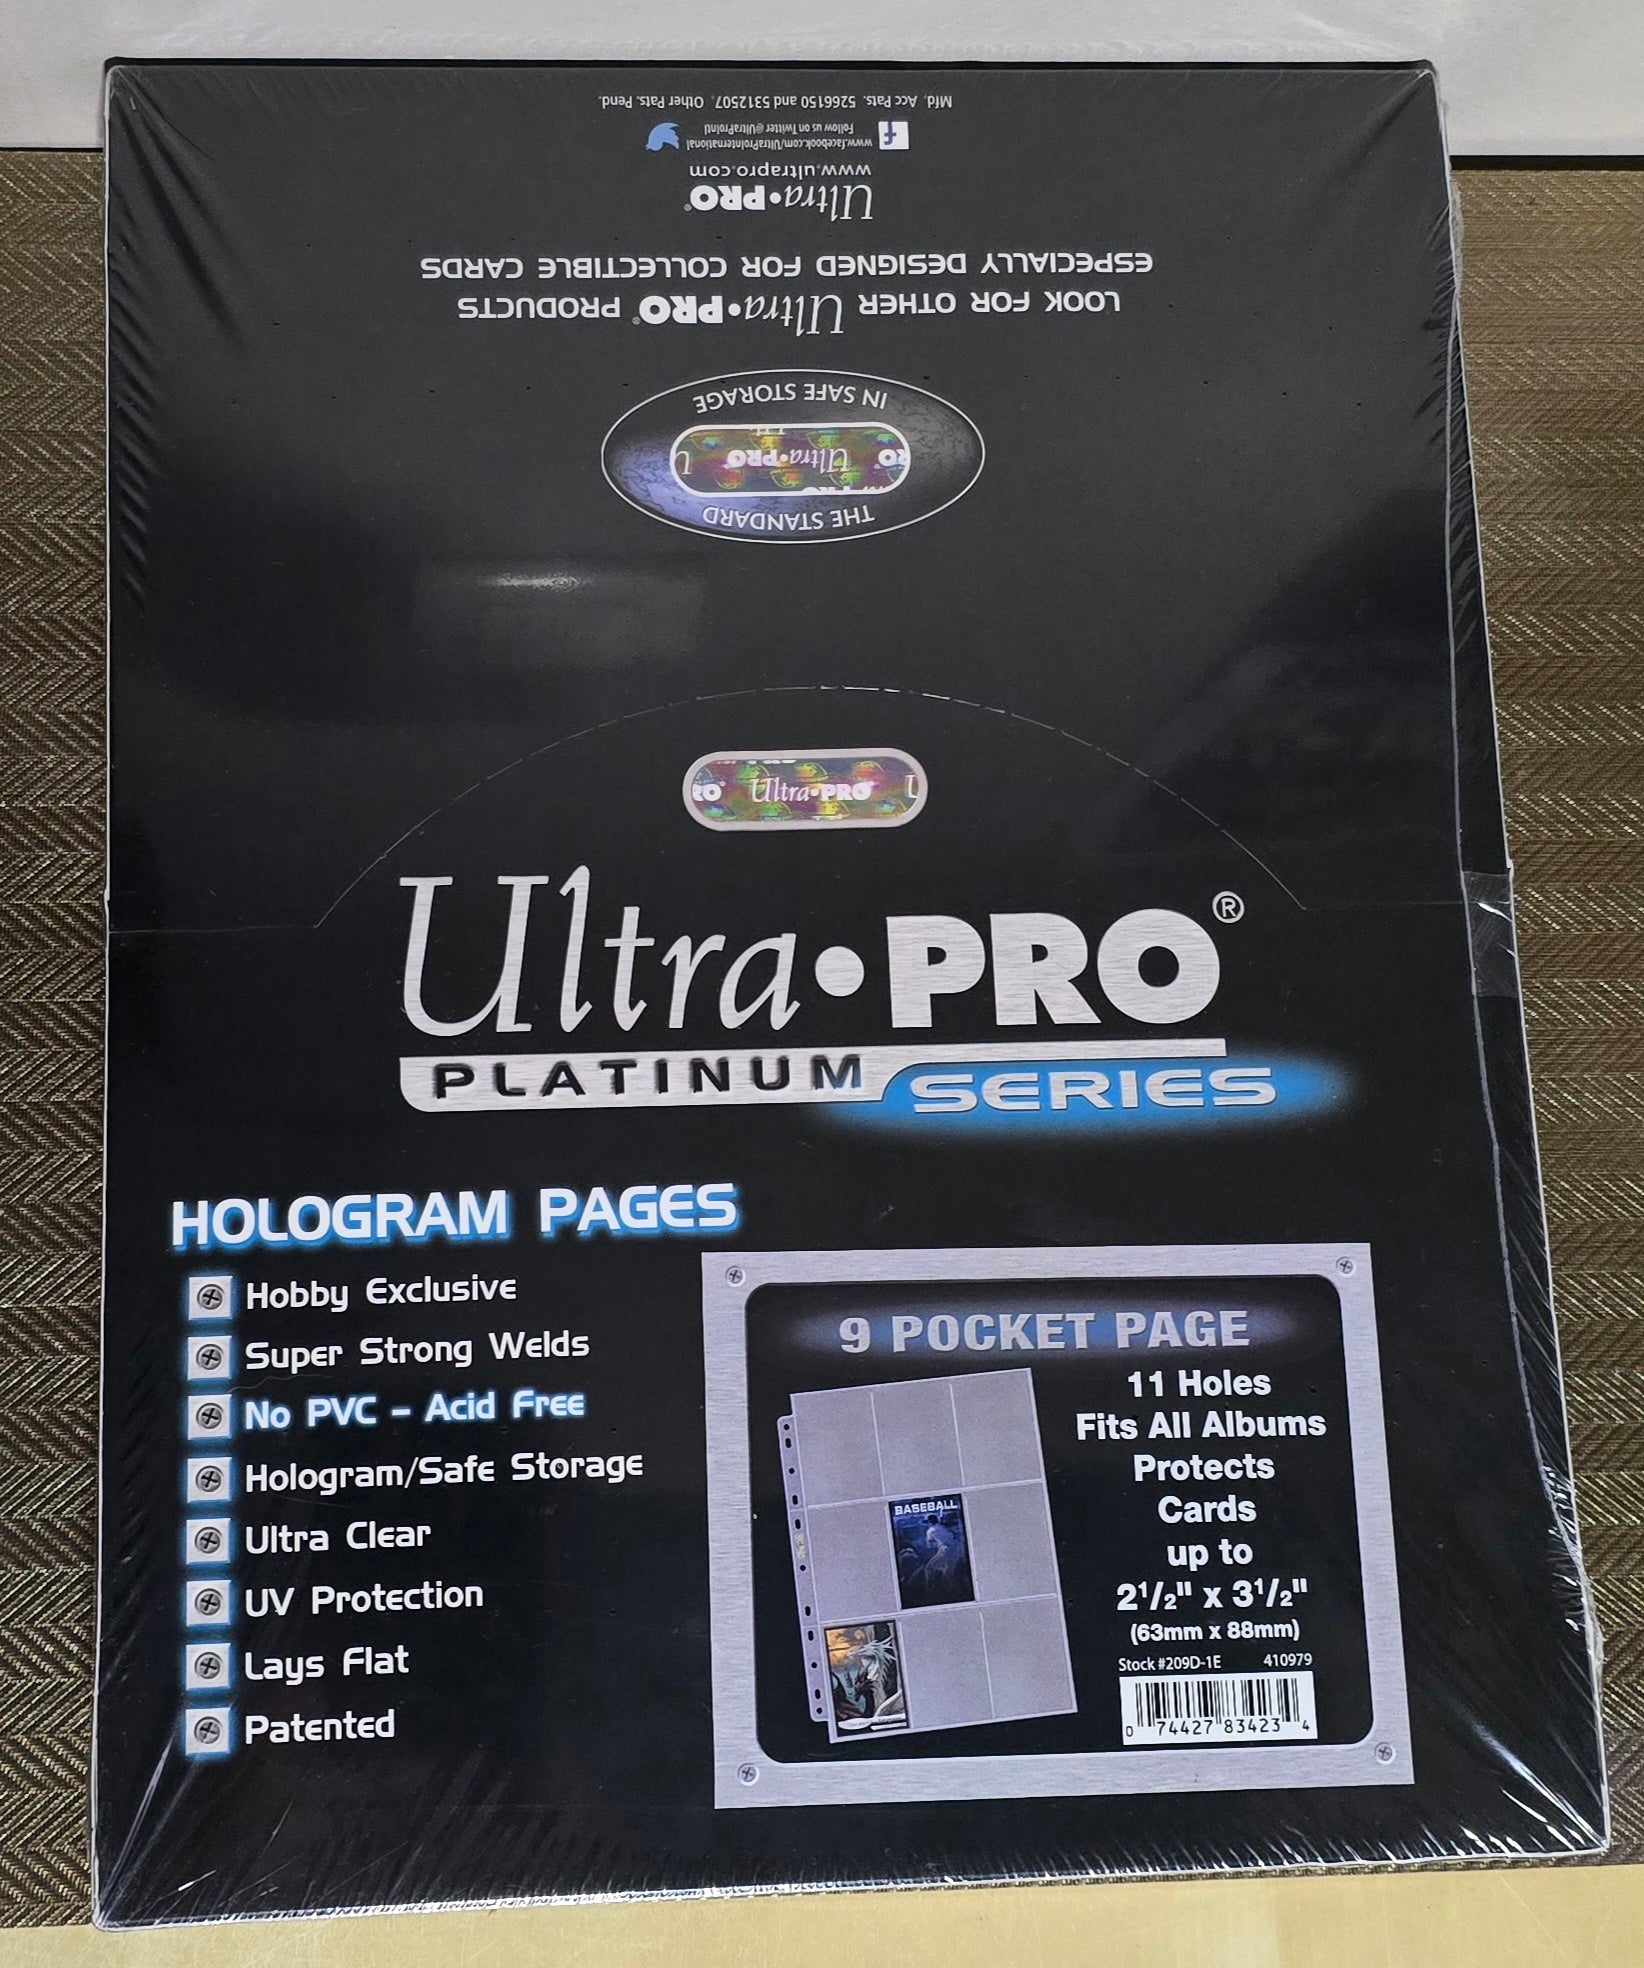 Mfd. Acc Pats. 5266150 and 5312507. Other Pats. Pend.
www.facebook.com/UltraProInternational
Follow us on Twitter @UltraProIntl
www.ultrapro.com
Ultra•PRO®
ESPECIALLY DESIGNED FOR COLLECTIBLE CARDS
LOOK FOR OTHER Ultra•PRO® PRODUCTS
IN SAFE STORAGE
Ultra•PRO
THE STANDARD
Ultra•PRO
Ultra•PRO®
PLATINUM SERIES
HOLOGRAM PAGES
Hobby Exclusive
Super Strong Welds
No PVC - Acid Free
Hologram/Safe Storage
Ultra Clear
UV Protection
Lays Flat
Patented
9 POCKET PAGE
11 Holes
Fits All Albums
Protects
Cards
up to
2 1/2" x 3 1/2"
(63mm x 88mm)
Stock #209D-1E 410979
BASEBALL
0 74427 83423 4